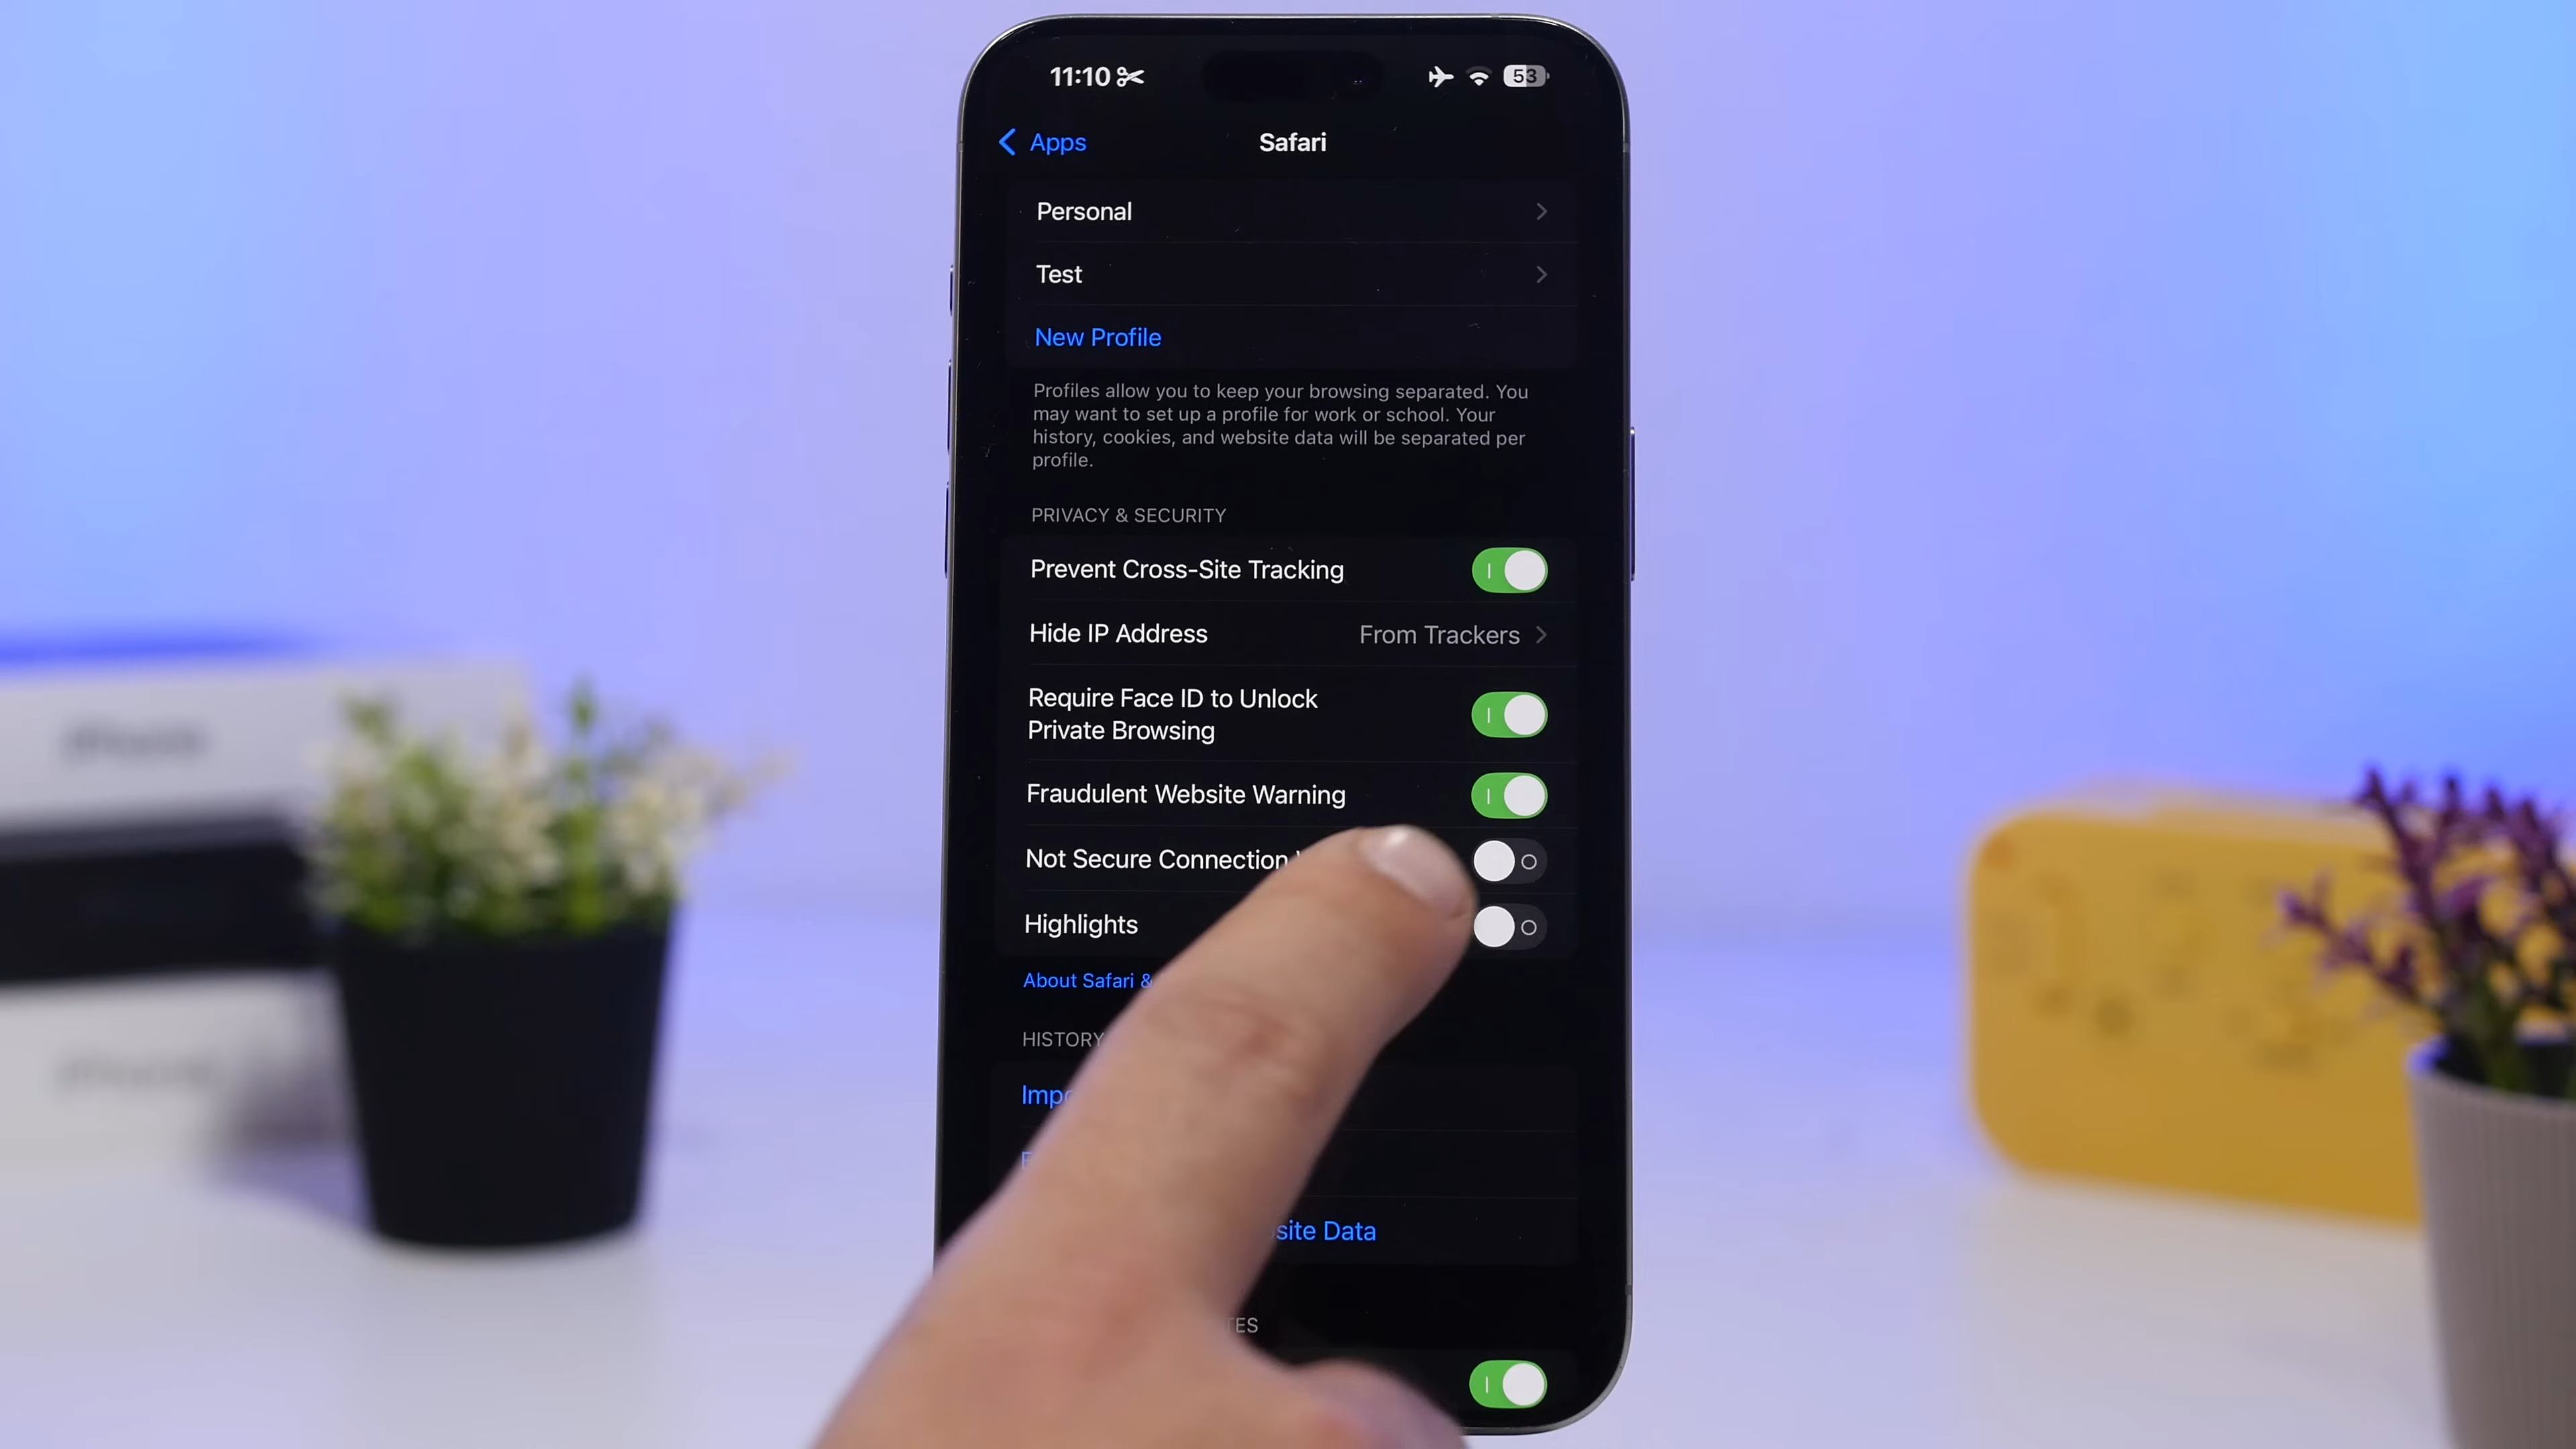 11:10
53
Apps
Safari
Personal
Test
New Profile
Profiles allow you to keep your browsing separated. You
may want to set up a profile for work or school. Your
history, cookies, and website data will be separated per
profile.
PRIVACY & SECURITY
Prevent Cross-Site Tracking
Hide IP Address
From Trackers
Require Face ID to Unlock
Private Browsing
Fraudulent Website Warning
Not Secure Connection
Highlights
About Safari &
HISTORY
Data